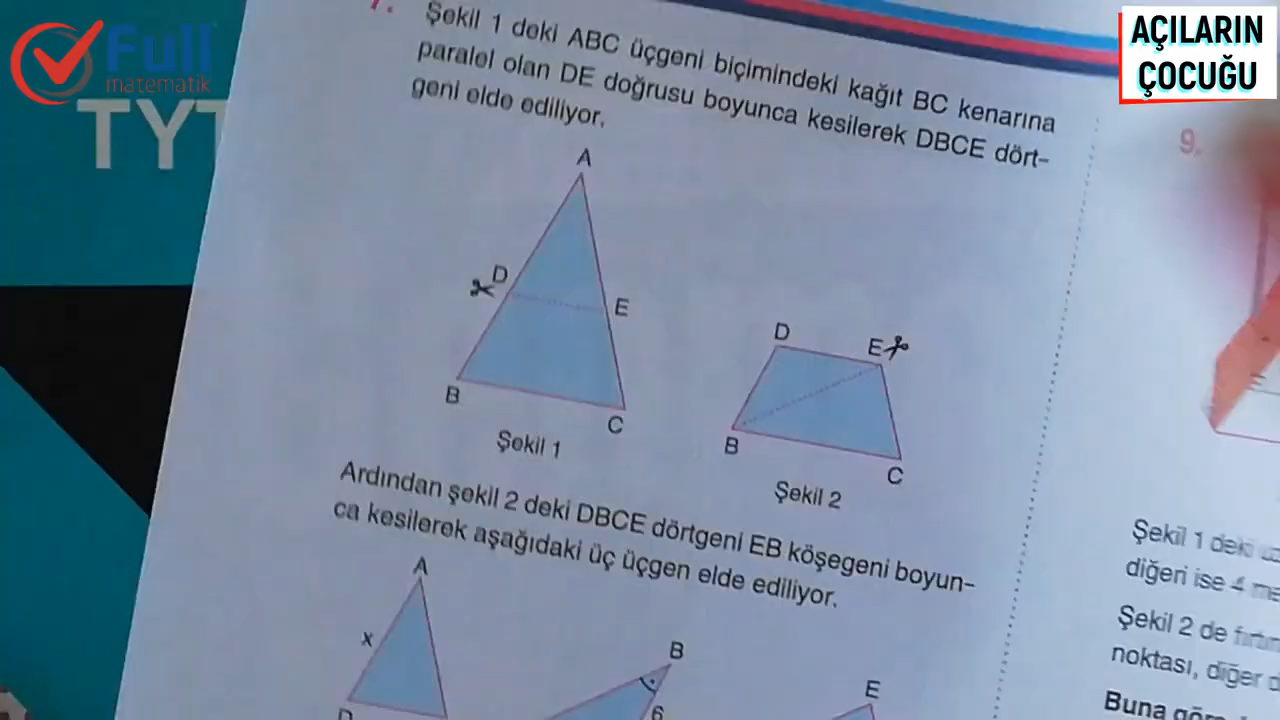 Full
matematik
TYT
AÇILARIN
ÇOCUĞU
7. Şekil 1 deki ABC üçgeni biçimindeki kağıt BC kenarına
paralel olan DE doğrusu boyunca kesilerek DBCE dört-
geni elde ediliyor.
A
D
E
B
C
Şekil 1
D
E
B
C
Şekil 2
Ardından şekil 2 deki DBCE dörtgeni EB köşegeni boyun-
ca kesilerek aşağıdaki üç üçgen elde ediliyor.
A
x
D
B
6
E
9.
Şekil 1 deki
diğeri ise 4
Şekil 2 de
noktası, diğer
Buna